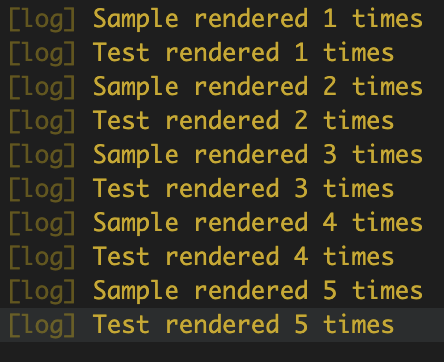 [log] Sample rendered 1 times
[log] Test rendered 1 times
[log] Sample rendered 2 times
[log] Test rendered 2 times
[log] Sample rendered 3 times
[log] Test rendered 3 times
[log] Sample rendered 4 times
[log] Test rendered 4 times
[log] Sample rendered 5 times
[log] Test rendered 5 times